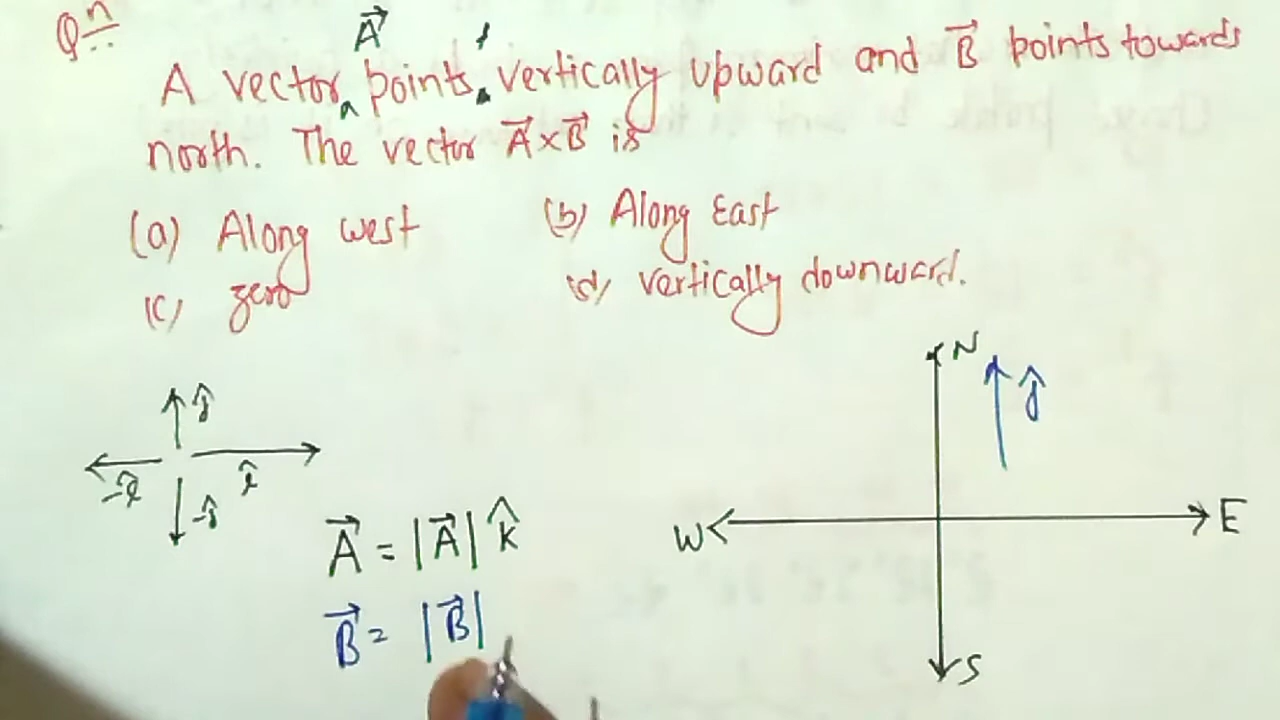 Qn
A vector A⃗ points vertically upward and B⃗ points towards
north. The vector A⃗×B⃗ is
(a) Along west (b) Along East
(c) zero (d) vertically downward.
N
ĵ
ĵ
-î î
-ĵ
W E
A⃗ = |A⃗| k̂
B⃗ = |B⃗|
S